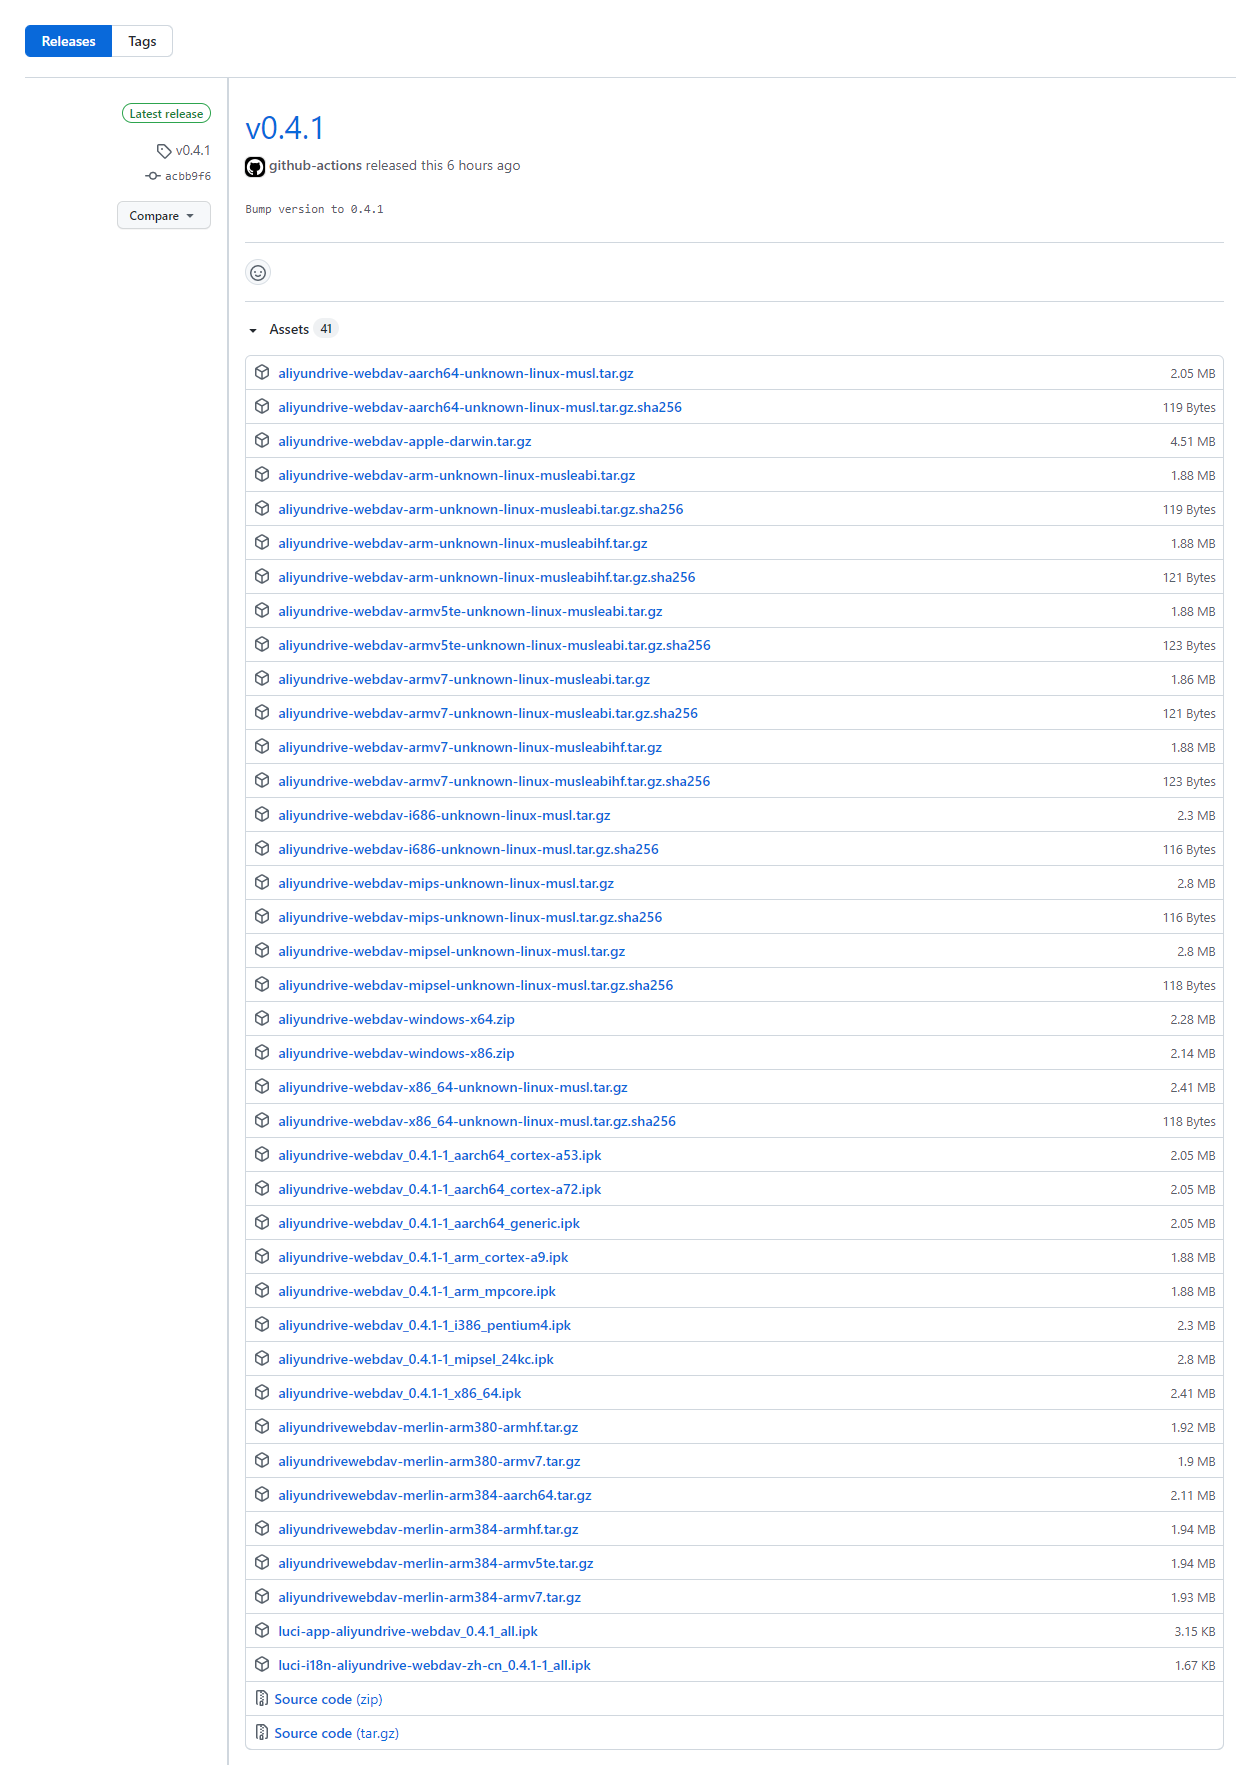 Releases Tags
Latest release
v0.4.1
acbb9f6
Compare
v0.4.1
github-actions released this 6 hours ago
Bump version to 0.4.1
Assets 41
aliyundrive-webdav-aarch64-unknown-linux-musl.tar.gz 2.05 MB
aliyundrive-webdav-aarch64-unknown-linux-musl.tar.gz.sha256 119 Bytes
aliyundrive-webdav-apple-darwin.tar.gz 4.51 MB
aliyundrive-webdav-arm-unknown-linux-musleabi.tar.gz 1.88 MB
aliyundrive-webdav-arm-unknown-linux-musleabi.tar.gz.sha256 119 Bytes
aliyundrive-webdav-arm-unknown-linux-musleabihf.tar.gz 1.88 MB
aliyundrive-webdav-arm-unknown-linux-musleabihf.tar.gz.sha256 121 Bytes
aliyundrive-webdav-armv5te-unknown-linux-musleabi.tar.gz 1.88 MB
aliyundrive-webdav-armv5te-unknown-linux-musleabi.tar.gz.sha256 123 Bytes
aliyundrive-webdav-armv7-unknown-linux-musleabi.tar.gz 1.86 MB
aliyundrive-webdav-armv7-unknown-linux-musleabi.tar.gz.sha256 121 Bytes
aliyundrive-webdav-armv7-unknown-linux-musleabihf.tar.gz 1.88 MB
aliyundrive-webdav-armv7-unknown-linux-musleabihf.tar.gz.sha256 123 Bytes
aliyundrive-webdav-i686-unknown-linux-musl.tar.gz 2.3 MB
aliyundrive-webdav-i686-unknown-linux-musl.tar.gz.sha256 116 Bytes
aliyundrive-webdav-mips-unknown-linux-musl.tar.gz 2.8 MB
aliyundrive-webdav-mips-unknown-linux-musl.tar.gz.sha256 116 Bytes
aliyundrive-webdav-mipsel-unknown-linux-musl.tar.gz 2.8 MB
aliyundrive-webdav-mipsel-unknown-linux-musl.tar.gz.sha256 118 Bytes
aliyundrive-webdav-windows-x64.zip 2.28 MB
aliyundrive-webdav-windows-x86.zip 2.14 MB
aliyundrive-webdav-x86_64-unknown-linux-musl.tar.gz 2.41 MB
aliyundrive-webdav-x86_64-unknown-linux-musl.tar.gz.sha256 118 Bytes
aliyundrive-webdav_0.4.1-1_aarch64_cortex-a53.ipk 2.05 MB
aliyundrive-webdav_0.4.1-1_aarch64_cortex-a72.ipk 2.05 MB
aliyundrive-webdav_0.4.1-1_aarch64_generic.ipk 2.05 MB
aliyundrive-webdav_0.4.1-1_arm_cortex-a9.ipk 1.88 MB
aliyundrive-webdav_0.4.1-1_arm_mpcore.ipk 1.88 MB
aliyundrive-webdav_0.4.1-1_i386_pentium4.ipk 2.3 MB
aliyundrive-webdav_0.4.1-1_mipsel_24kc.ipk 2.8 MB
aliyundrive-webdav_0.4.1-1_x86_64.ipk 2.41 MB
aliyundrivewebdav-merlin-arm380-armhf.tar.gz 1.92 MB
aliyundrivewebdav-merlin-arm380-armv7.tar.gz 1.9 MB
aliyundrivewebdav-merlin-arm384-aarch64.tar.gz 2.11 MB
aliyundrivewebdav-merlin-arm384-armhf.tar.gz 1.94 MB
aliyundrivewebdav-merlin-arm384-armv5te.tar.gz 1.94 MB
aliyundrivewebdav-merlin-arm384-armv7.tar.gz 1.93 MB
luci-app-aliyundrive-webdav_0.4.1_all.ipk 3.15 KB
luci-i18n-aliyundrive-webdav-zh-cn_0.4.1-1_all.ipk 1.67 KB
Source code (zip)
Source code (tar.gz)